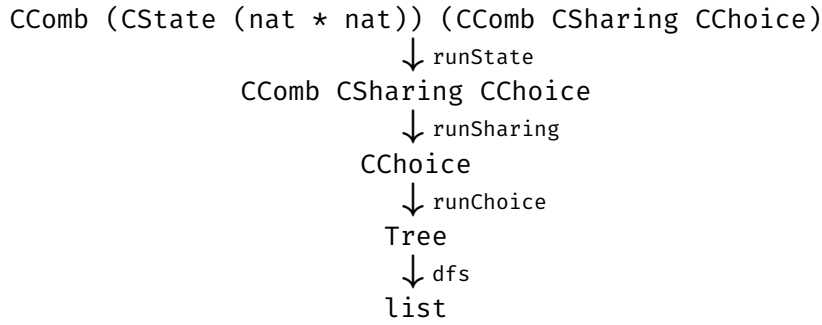 CComb (CState (nat * nat)) (CComb CSharing CChoice)
runState
CComb CSharing CChoice
runSharing
CChoice
runChoice
Tree
dfs
list